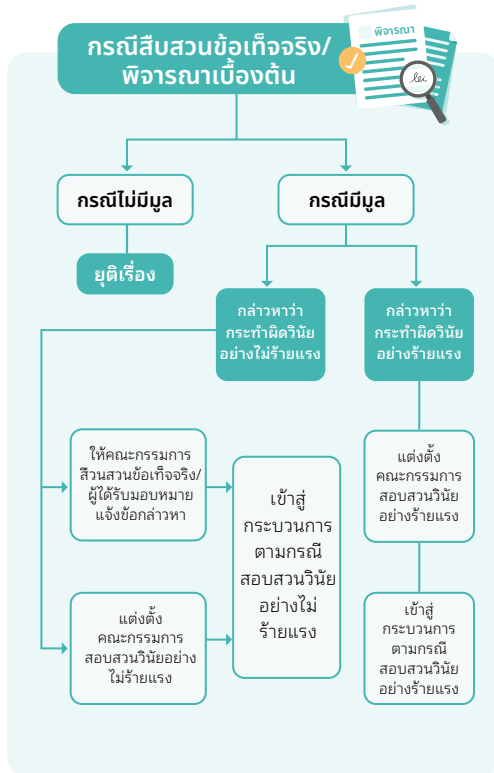 กรณีสืบสวนข้อเท็จจริง/
พิจารณาเบื้องต้น
พิจารณา
กรณีไม่มีมูล
กรณีมีมูล
ยุติเรื่อง
กล่าวหาว่า
กระทำผิดวินัย
อย่างไม่ร้ายแรง
กล่าวหาว่า
กระทำผิดวินัย
อย่างร้ายแรง
ให้คณะกรรมการ
สืวนสวนข้อเท็จจริง/
ผู้ได้รับมอบหมาย
แจ้งข้อกล่าวหา
เข้าสู่
กระบวนการ
ตามกรณี
สอบสวนวินัย
อย่างไม่
ร้ายแรง
แต่งตั้ง
คณะกรรมการ
สอบสวนวินัย
อย่างร้ายแรง
แต่งตั้ง
คณะกรรมการ
สอบสวนวินัยอย่าง
ไม่ร้ายแรง
เข้าสู่
กระบวนการ
ตามกรณี
สอบสวนวินัย
อย่างร้ายแรง